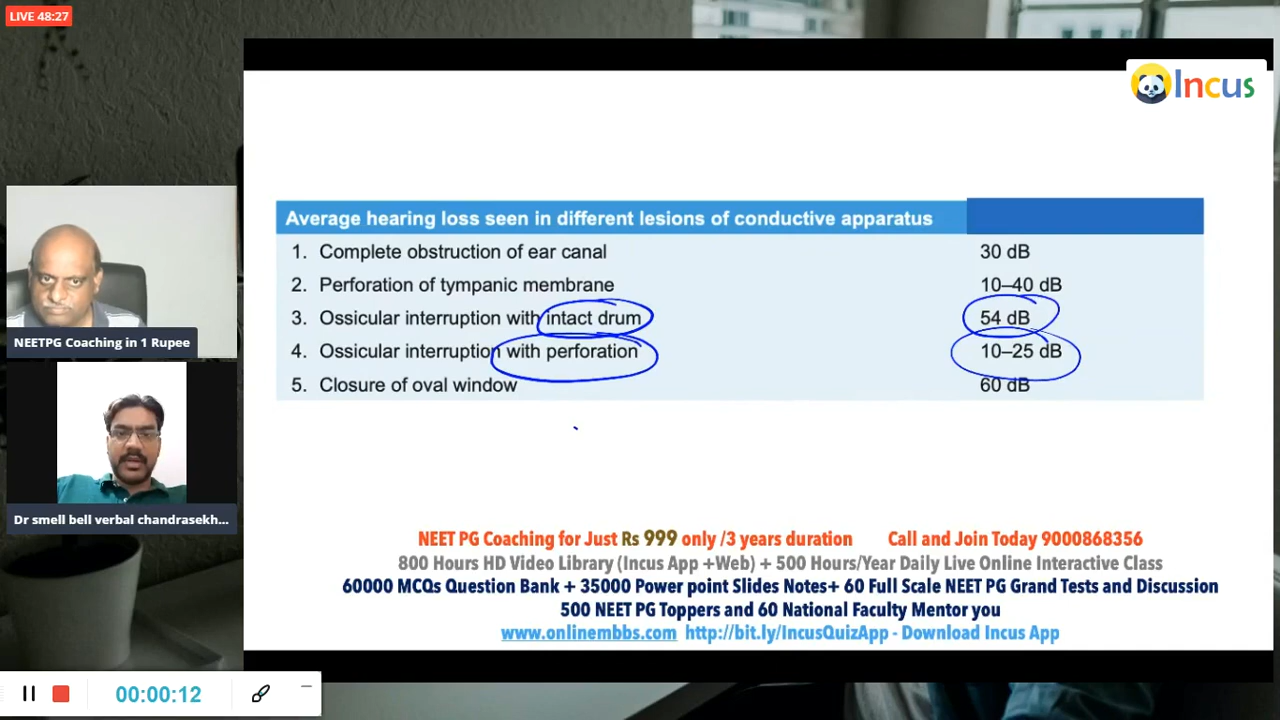 LIVE 48:27
Incus
Average hearing loss seen in different lesions of conductive apparatus
1. Complete obstruction of ear canal 30 dB
2. Perforation of tympanic membrane 10–40 dB
3. Ossicular interruption with intact drum 54 dB
4. Ossicular interruption with perforation 10–25 dB
5. Closure of oval window 60 dB
NEETPG Coaching in 1 Rupee
Dr smell bell verbal chandrasekh...
NEET PG Coaching for Just Rs 999 only /3 years duration Call and Join Today 9000868356
800 Hours HD Video Library (Incus App +Web) + 500 Hours/Year Daily Live Online Interactive Class
60000 MCQs Question Bank + 35000 Power point Slides Notes+ 60 Full Scale NEET PG Grand Tests and Discussion
500 NEET PG Toppers and 60 National Faculty Mentor you
www.onlinembbs.com http://bit.ly/IncusQuizApp - Download Incus App
00:00:12